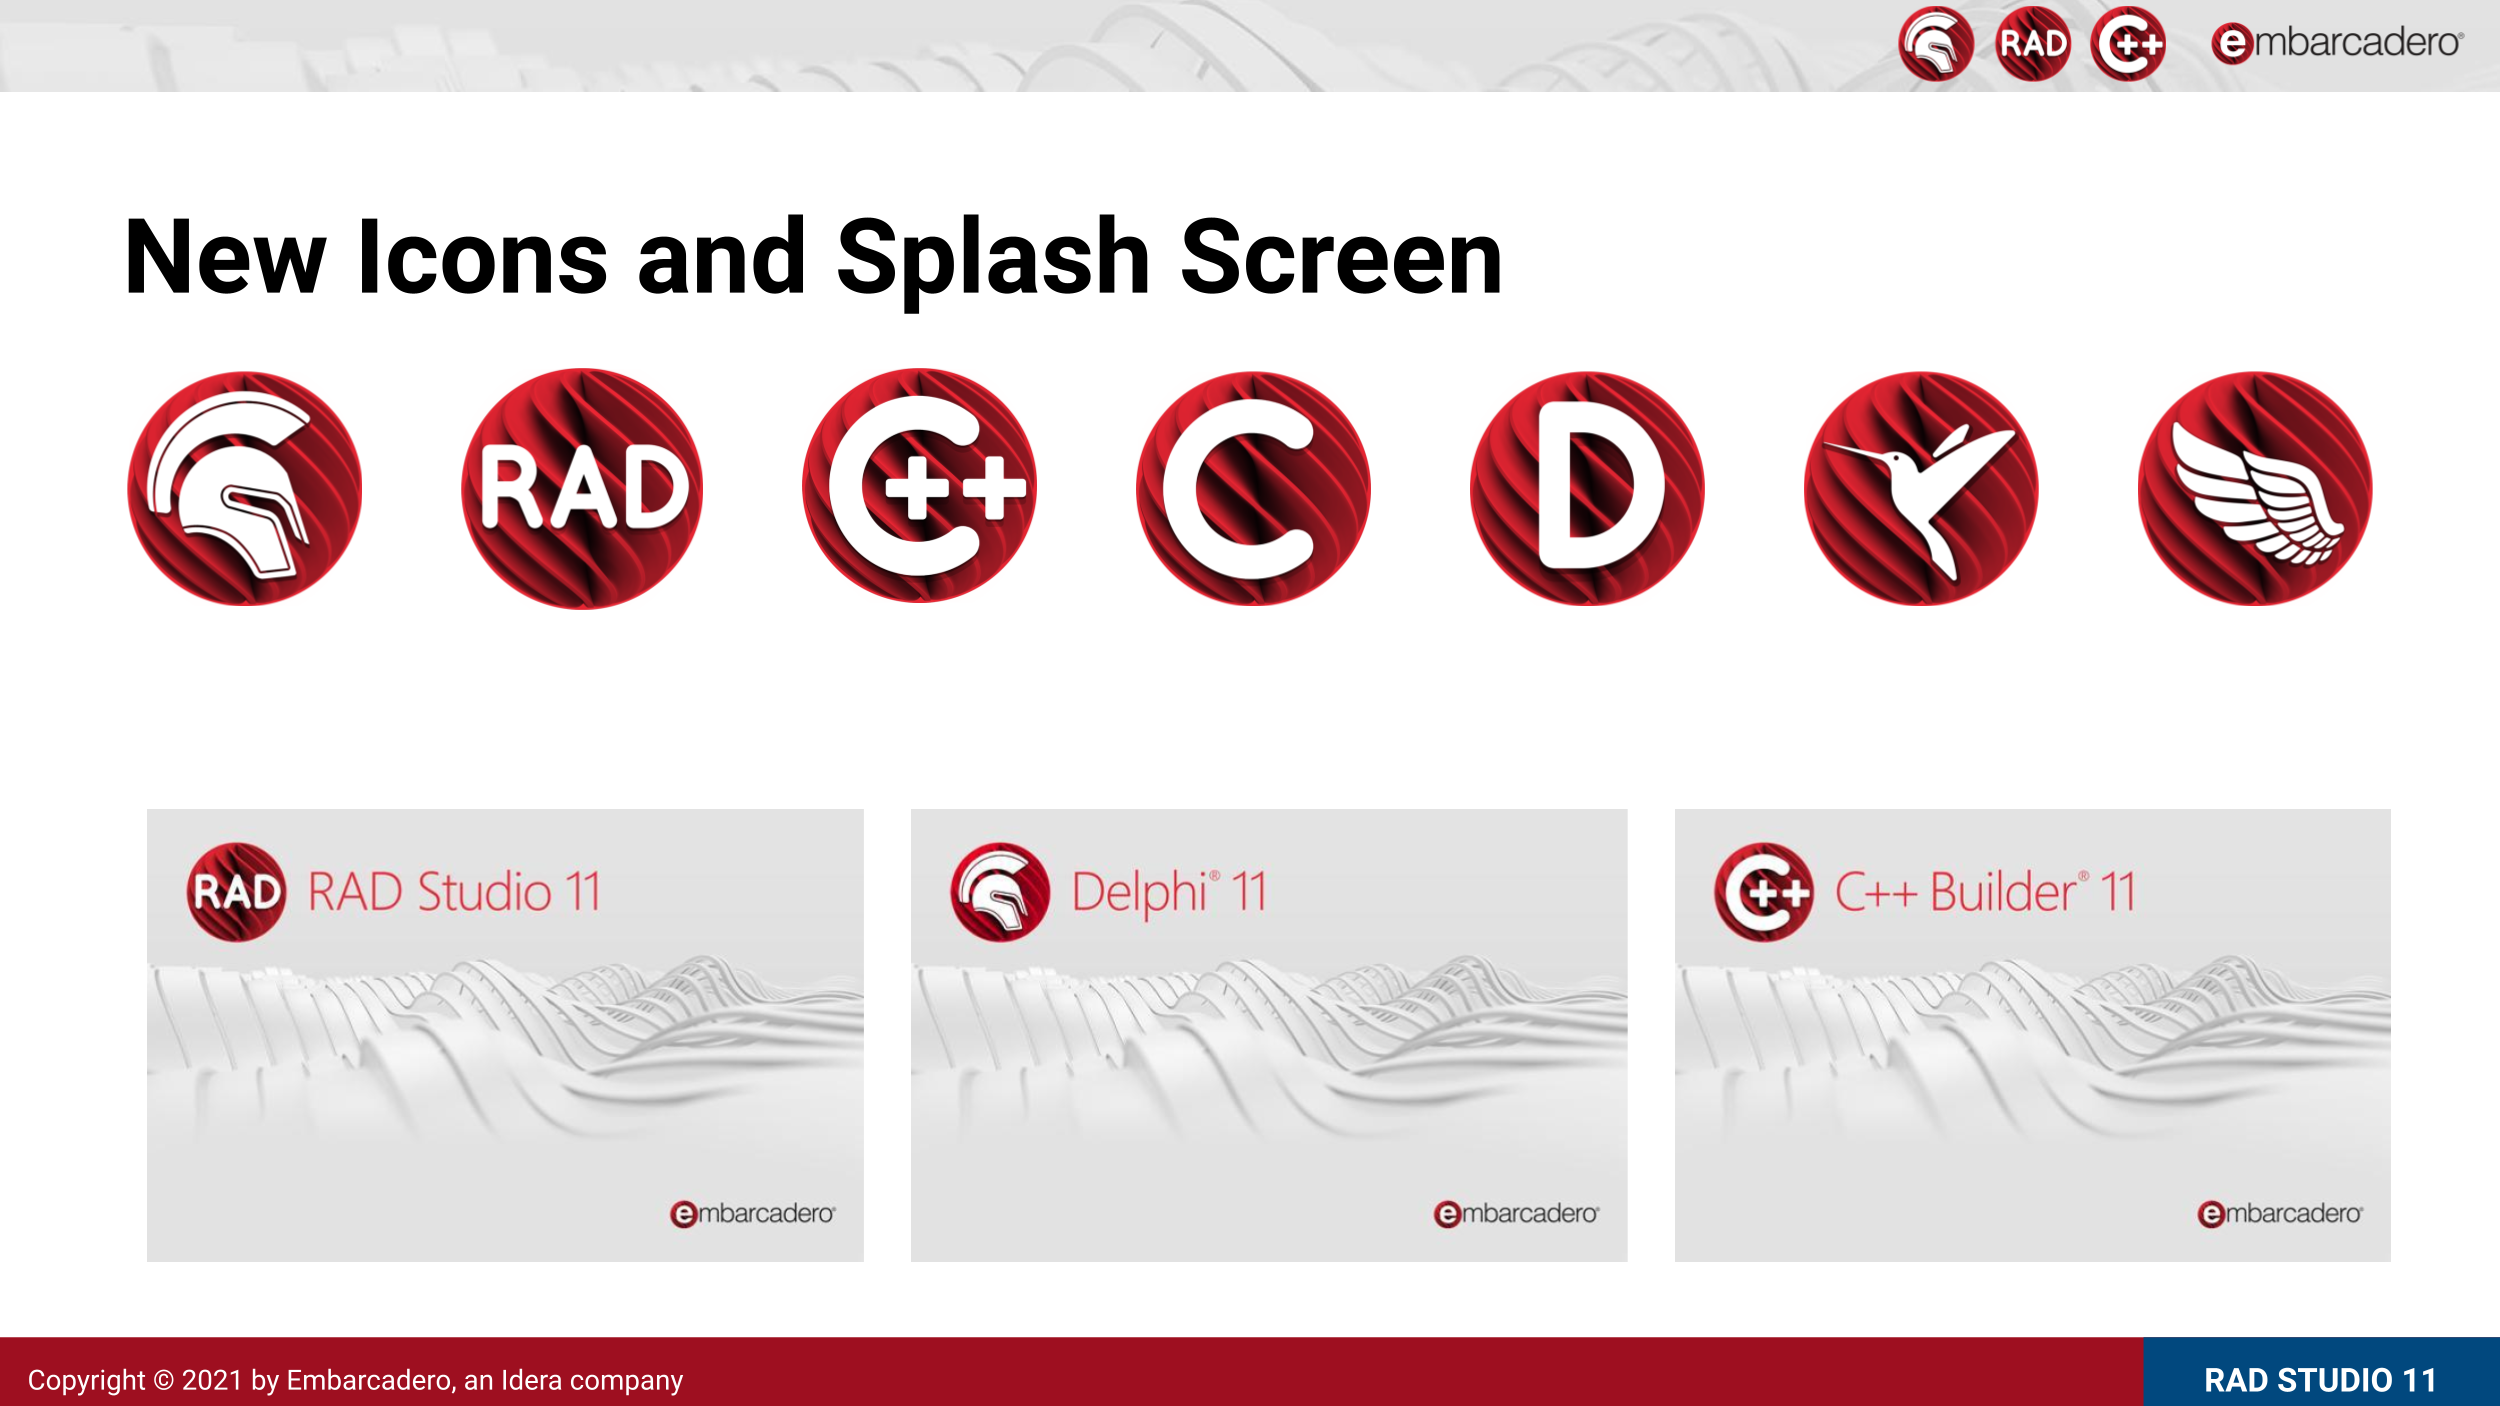 RAD C++ embarcadero®
New Icons and Splash Screen
RAD C++ C D
RAD RAD Studio 11
embarcadero®
Delphi® 11
embarcadero®
C++ C++ Builder® 11
embarcadero®
Copyright © 2021 by Embarcadero, an Idera company
RAD STUDIO 11